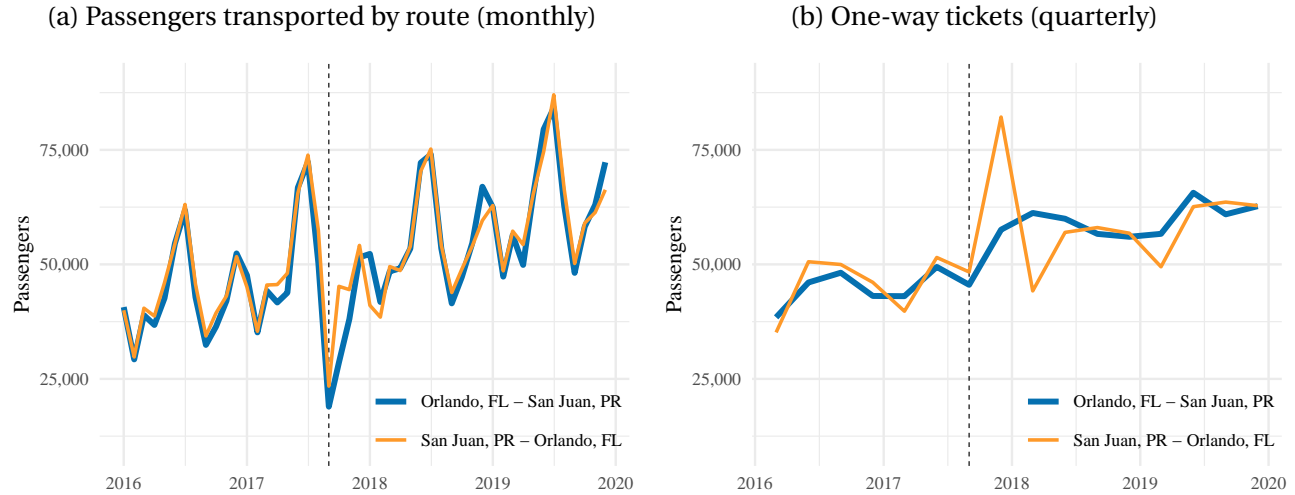 (a) Passengers transported by route (monthly)
Passengers
75,000
50,000
25,000
Orlando, FL – San Juan, PR
San Juan, PR – Orlando, FL
2016 2017 2018 2019 2020
(b) One-way tickets (quarterly)
Passengers
75,000
50,000
25,000
Orlando, FL – San Juan, PR
San Juan, PR – Orlando, FL
2016 2017 2018 2019 2020